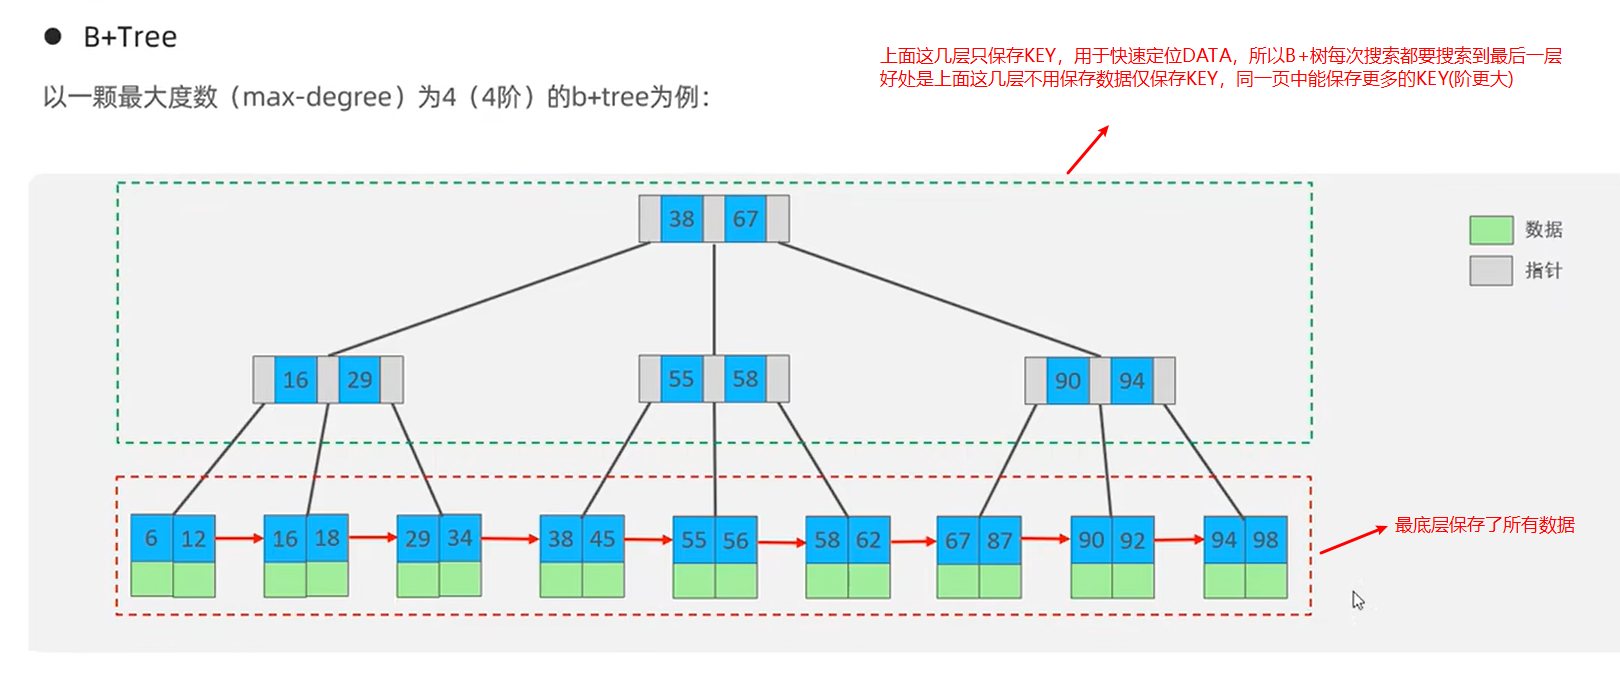 ● B+Tree
上面这几层只保存KEY，用于快速定位DATA，所以B+树每次搜索都要搜索到最后一层
好处是上面这几层不用保存数据仅保存KEY，同一页中能保存更多的KEY(阶更大)
以一颗最大度数（max-degree）为4（4阶）的b+tree为例：
38 67
数据
指针
16 29 55 58 90 94
6 12 16 18 29 34 38 45 55 56 58 62 67 87 90 92 94 98
最底层保存了所有数据